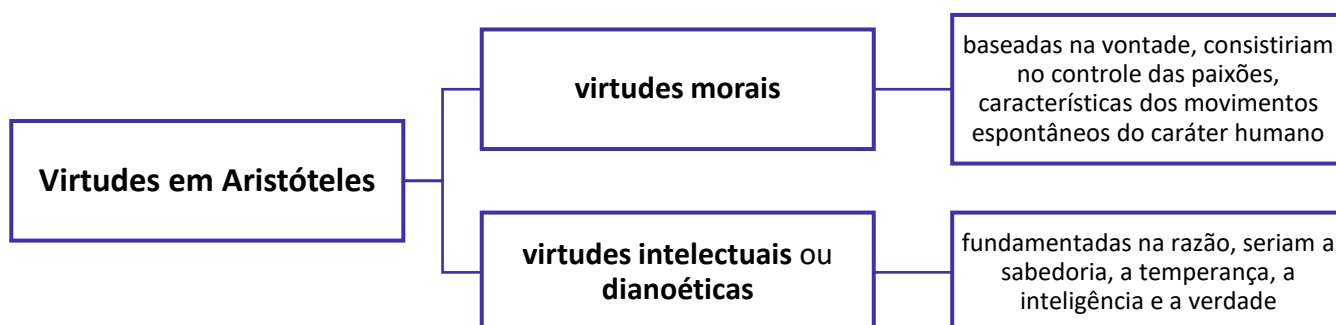 Virtudes em Aristóteles
virtudes morais
baseadas na vontade, consistiriam
no controle das paixões,
características dos movimentos
espontâneos do caráter humano
virtudes intelectuais ou
dianoéticas
fundamentadas na razão, seriam a
sabedoria, a temperança, a
inteligência e a verdade